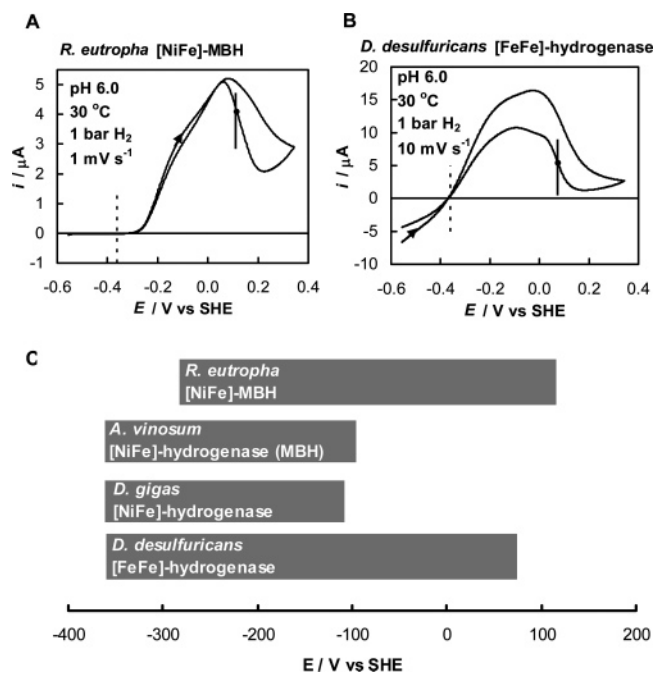 A
R. eutropha [NiFe]-MBH
6
5
4
3
2
1
0
-1
i / μA
pH 6.0
30 °C
1 bar H₂
1 mV s⁻¹
-0.6 -0.4 -0.2 0.0 0.2 0.4
E / V vs SHE
B
D. desulfuricans [FeFe]-hydrogenase
20
15
10
5
0
-5
-10
i / μA
pH 6.0
30 °C
1 bar H₂
10 mV s⁻¹
-0.6 -0.4 -0.2 0.0 0.2 0.4
E / V vs SHE
C
R. eutropha
[NiFe]-MBH
A. vinosum
[NiFe]-hydrogenase (MBH)
D. gigas
[NiFe]-hydrogenase
D. desulfuricans
[FeFe]-hydrogenase
-400 -300 -200 -100 0 100 200
E / V vs SHE